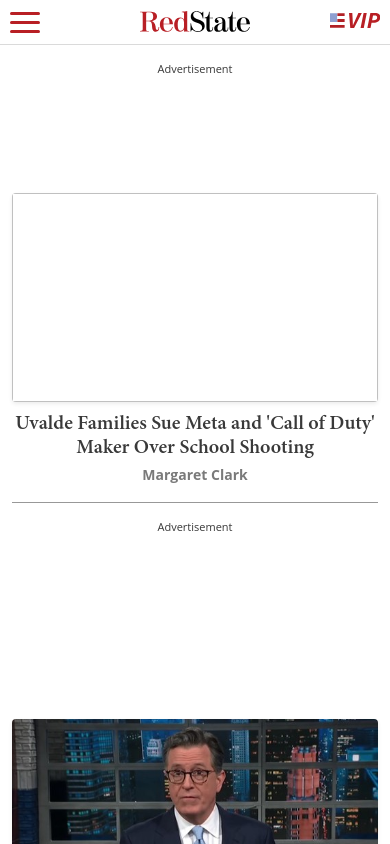 RedState
VIP
Advertisement
Uvalde Families Sue Meta and 'Call of Duty'
Maker Over School Shooting
Margaret Clark
Advertisement